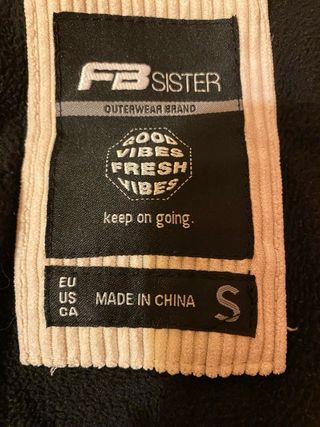 FB SISTER
OUTERWEAR BRAND
GOOD
VIBES
FRESH
VIBES
keep on going.
EU
US
CA
MADE IN CHINA
S